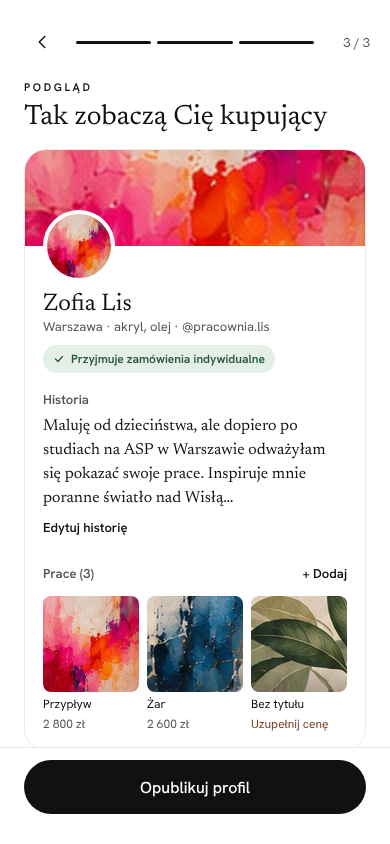 3 / 3
PODGLĄD
Tak zobaczą Cię kupujący
Zofia Lis
Warszawa · akryl, olej · @pracownia.lis
Przyjmuje zamówienia indywidualne
Historia
Maluję od dzieciństwa, ale dopiero po
studiach na ASP w Warszawie odważyłam
się pokazać swoje prace. Inspiruje mnie
poranne światło nad Wisłą...
Edytuj historię
Prace (3) + Dodaj
Przypływ Żar Bez tytułu
2 800 zł 2 600 zł Uzupełnij cenę
Opublikuj profil